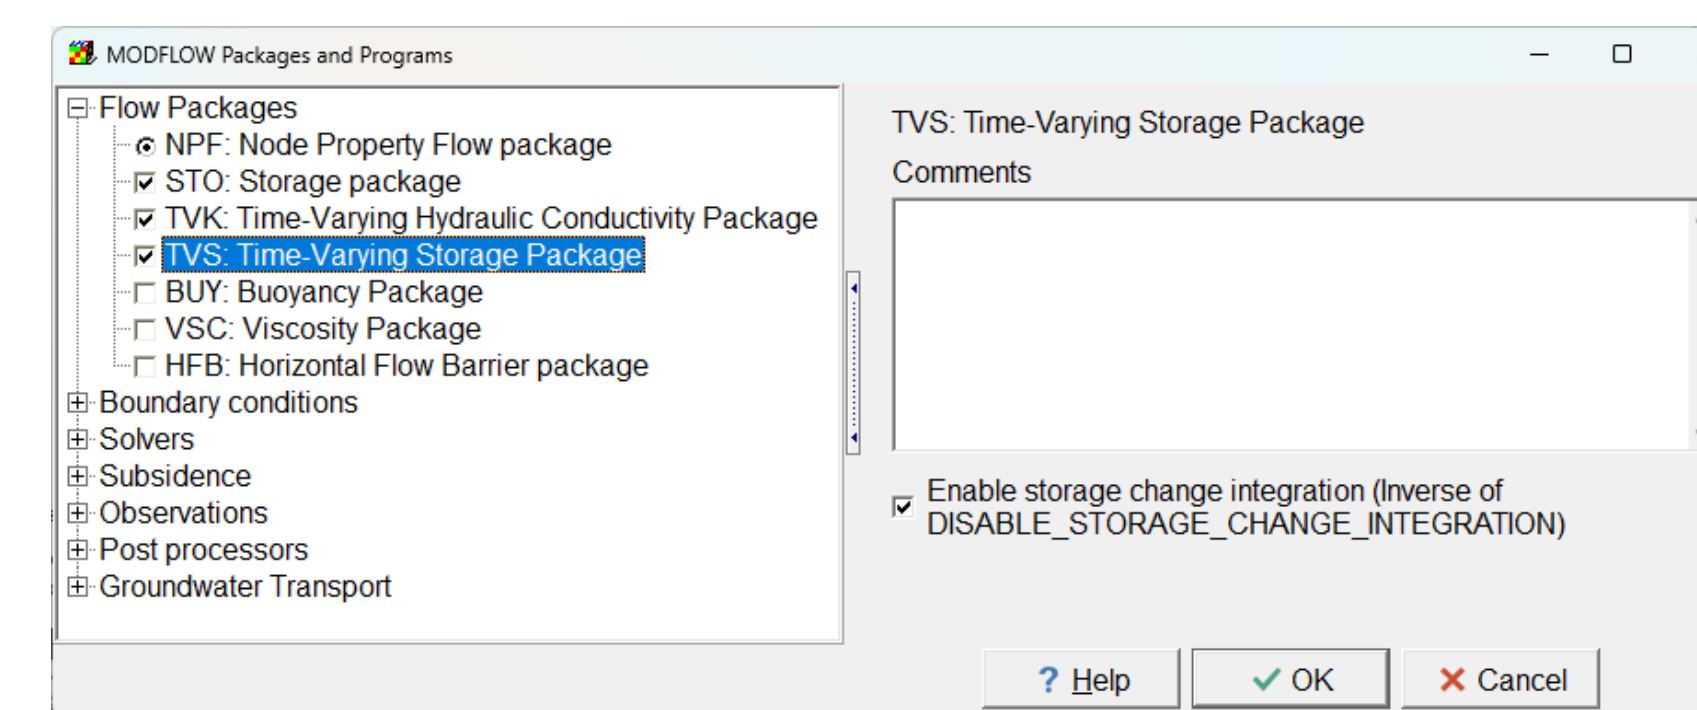 MODFLOW Packages and Programs
Flow Packages
NPF: Node Property Flow package
STO: Storage package
TVK: Time-Varying Hydraulic Conductivity Package
TVS: Time-Varying Storage Package
BUY: Buoyancy Package
VSC: Viscosity Package
HFB: Horizontal Flow Barrier package
Boundary conditions
Solvers
Subsidence
Observations
Post processors
Groundwater Transport
TVS: Time-Varying Storage Package
Comments
Enable storage change integration (Inverse of
DISABLE_STORAGE_CHANGE_INTEGRATION)
? Help
OK
Cancel